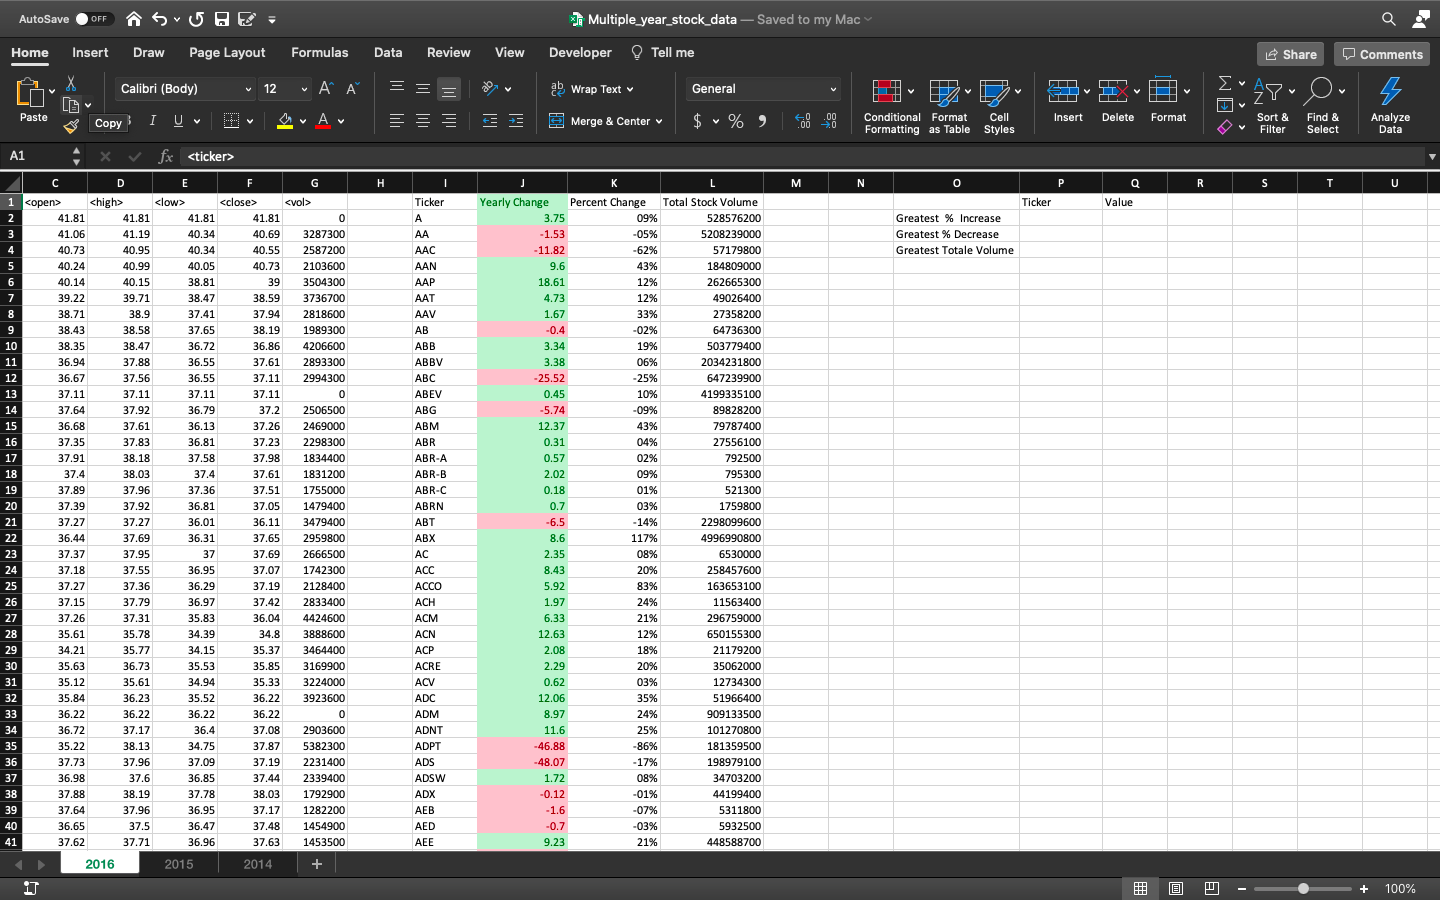 AutoSave OFF Multiple_year_stock_data — Saved to my Mac
Home Insert Draw Page Layout Formulas Data Review View Developer Tell me Share Comments
Paste Copy Calibri (Body) 12 A A I U A ab Wrap Text Merge & Center General $ % Conditional Formatting Format as Table Cell Styles Insert Delete Format Sort & Filter Find & Select Analyze Data
A1 fx <ticker>
C D E F G H I J K L M N O P Q R S T U
1 <open> <high> <low> <close> <vol> Ticker Yearly Change Percent Change Total Stock Volume Ticker Value
2 41.81 41.81 41.81 41.81 0 A 3.75 09% 528576200 Greatest % Increase
3 41.06 41.19 40.34 40.69 3287300 AA -1.53 -05% 5208239000 Greatest % Decrease
4 40.73 40.95 40.34 40.55 2587200 AAC -11.82 -62% 57179800 Greatest Totale Volume
5 40.24 40.99 40.05 40.73 2103600 AAN 9.6 43% 184809000
6 40.14 40.15 38.81 39 3504300 AAP 18.61 12% 262665300
7 39.22 39.71 38.47 38.59 3736700 AAT 4.73 12% 49026400
8 38.71 38.9 37.41 37.94 2818600 AAV 1.67 33% 27358200
9 38.43 38.58 37.65 38.19 1989300 AB -0.4 -02% 64736300
10 38.35 38.47 36.72 36.86 4206600 ABB 3.34 19% 503779400
11 36.94 37.88 36.55 37.61 2893300 ABBV 3.38 06% 2034231800
12 36.67 37.56 36.55 37.11 2994300 ABC -25.52 -25% 647239900
13 37.11 37.11 37.11 37.11 0 ABEV 0.45 10% 4199335100
14 37.64 37.92 36.79 37.2 2506500 ABG -5.74 -09% 89828200
15 36.68 37.61 36.13 37.26 2469000 ABM 12.37 43% 79787400
16 37.35 37.83 36.81 37.23 2298300 ABR 0.31 04% 27556100
17 37.91 38.18 37.58 37.98 1834400 ABR-A 0.57 02% 792500
18 37.4 38.03 37.4 37.61 1831200 ABR-B 2.02 09% 795300
19 37.89 37.96 37.36 37.51 1755000 ABR-C 0.18 01% 521300
20 37.39 37.92 36.81 37.05 1479400 ABRN 0.7 03% 1759800
21 37.27 37.27 36.01 36.11 3479400 ABT -6.5 -14% 2298099600
22 36.44 37.69 36.31 37.65 2959800 ABX 8.6 117% 4996990800
23 37.37 37.95 37 37.69 2666500 AC 2.35 08% 6530000
24 37.18 37.55 36.95 37.07 1742300 ACC 8.43 20% 258457600
25 37.27 37.36 36.29 37.19 2128400 ACCO 5.92 83% 163653100
26 37.15 37.79 36.97 37.42 2833400 ACH 1.97 24% 11563400
27 37.26 37.31 35.83 36.04 4424600 ACM 6.33 21% 296759000
28 35.61 35.78 34.39 34.8 3888600 ACN 12.63 12% 650155300
29 34.21 35.77 34.15 35.37 3464400 ACP 2.08 18% 21179200
30 35.63 36.73 35.53 35.85 3169900 ACRE 2.29 20% 35062000
31 35.12 35.61 34.94 35.33 3224000 ACV 0.62 03% 12734300
32 35.84 36.23 35.52 36.22 3923600 ADC 12.06 35% 51966400
33 36.22 36.22 36.22 36.22 0 ADM 8.97 24% 909133500
34 36.72 37.17 36.4 37.08 2903600 ADNT 11.6 25% 101270800
35 35.22 38.13 34.75 37.87 5382300 ADPT -46.88 -86% 181359500
36 37.73 37.96 37.09 37.19 2231400 ADS -48.07 -17% 198979100
37 36.98 37.6 36.85 37.44 2339400 ADSW 1.72 08% 34703200
38 37.88 38.19 37.78 38.03 1792900 ADX -0.12 -01% 44199400
39 37.64 37.96 36.95 37.17 1282200 AEB -1.6 -07% 5311800
40 36.65 37.5 36.47 37.48 1454900 AED -0.7 -03% 5932500
41 37.62 37.71 36.96 37.63 1453500 AEE 9.23 21% 448588700
2016 2015 2014 +
100%